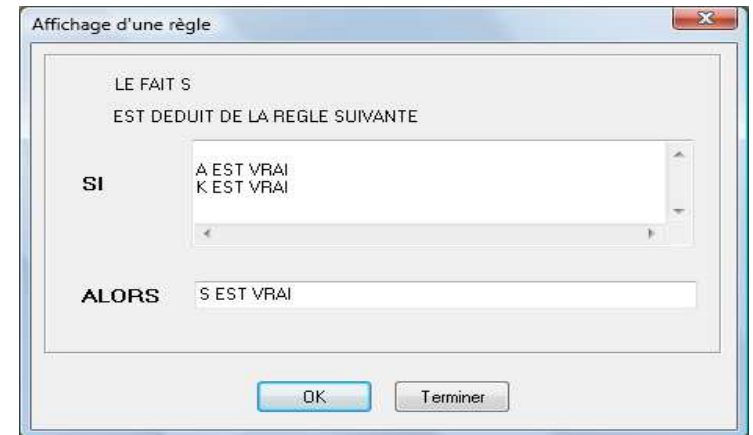 Affichage d'une règle
LE FAIT S
EST DEDUIT DE LA REGLE SUIVANTE
SI
A EST VRAI
K EST VRAI
ALORS
S EST VRAI
OK
Terminer